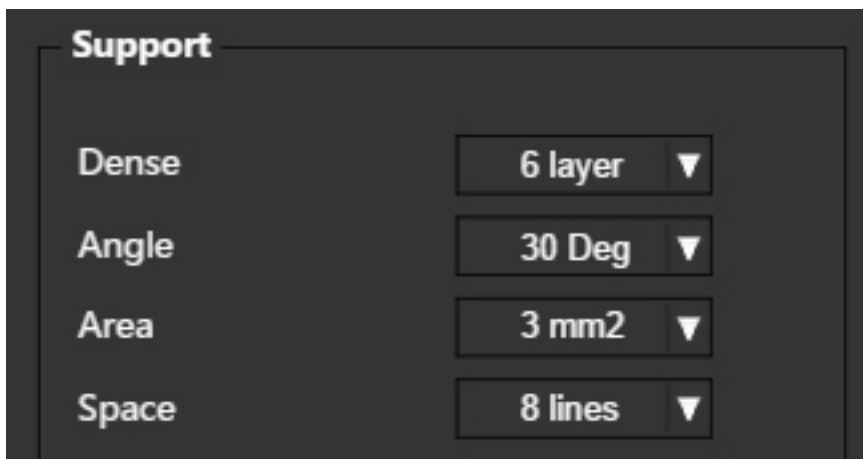 Support
Dense 6 layer
Angle 30 Deg
Area 3 mm2
Space 8 lines